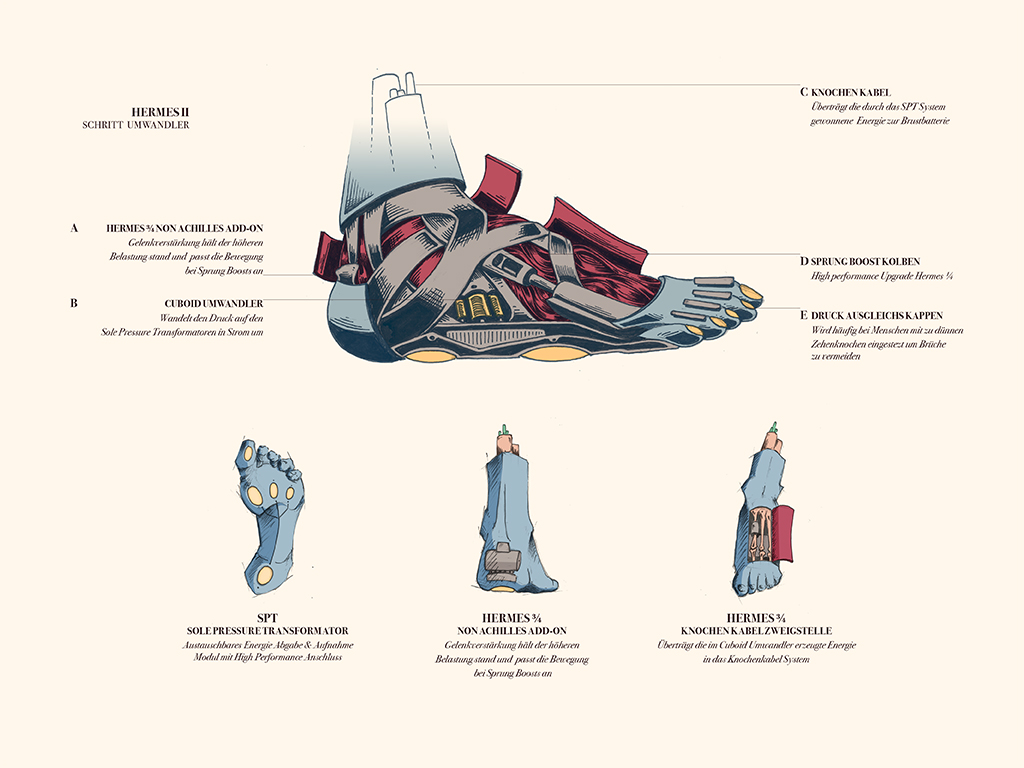 HERMES II
SCHRITT UMWANDLER
A HERMES ¾ NON ACHILLES ADD-ON
Gelenkverstärkung hält der höheren
Belastung stand und passt die Bewegung
bei Sprung Boosts an
B CUBOID UMWANDLER
Wandelt den Druck auf den
Sole Pressure Transformatoren in Strom um
C KNOCHEN KABEL
Überträgt die durch das SPT System
gewonnene Energie zur Brustbatterie
D SPRUNG BOOST KOLBEN
High performance Upgrade Hermes ¾
E DRUCK AUSGLEICHS KAPPEN
Wird häufig bei Menschen mit zu dünnen
Zehenknochen eingestezt um Brüche
zu vermeiden
SPT
SOLE PRESSURE TRANSFORMATOR
Austauschbares Energie Abgabe & Aufnahme
Modul mit High Performance Anschluss
HERMES ¾
NON ACHILLES ADD-ON
Gelenkverstärkung hält der höheren
Belastung stand und passt die Bewegung
bei Sprung Boosts an
HERMES ¾
KNOCHEN KABELZWEIGSTELLE
Überträgt die im Cuboid Umwandler erzeugte Energie
in das Knochenkabel System